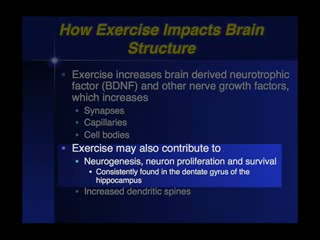 How Exercise Impacts Brain
Structure
Exercise increases brain derived neurotrophic
factor (BDNF) and other nerve growth factors,
which increases
Synapses
Capillaries
Cell bodies
Exercise may also contribute to
Neurogenesis, neuron proliferation and survival
Consistently found in the dentate gyrus of the
hippocampus
Increased dendritic spines